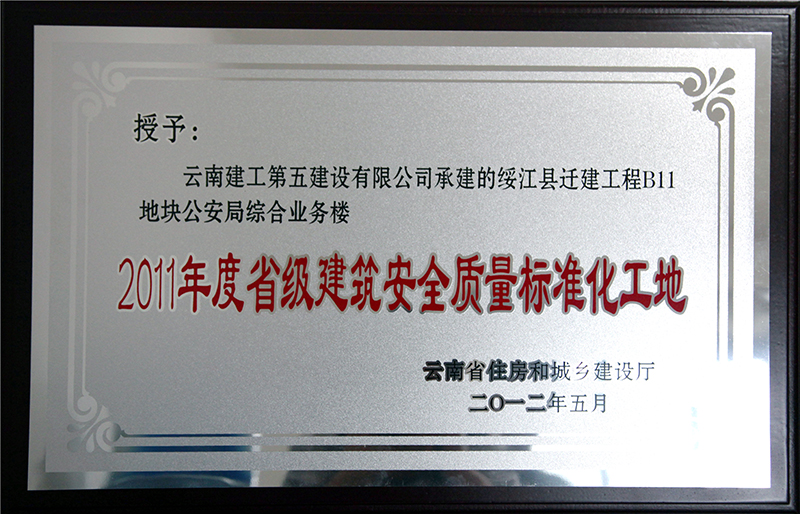 授予：
云南建工第五建设有限公司承建的绥江县迁建工程B11
地块公安局综合业务楼
2011年度省级建筑安全质量标准化工地
云南省住房和城乡建设厅
二O一二年五月